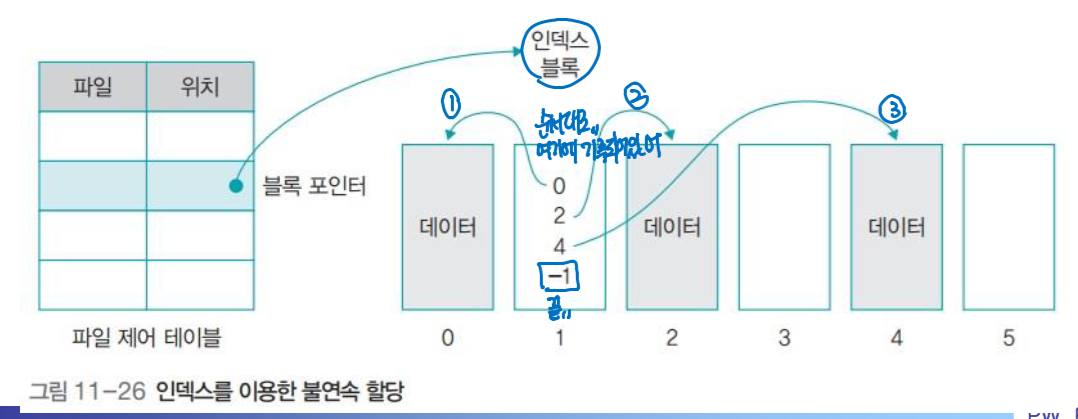 인덱스
블록
파일 위치
① ② ③
순서대로,,
여기에 기록되어있어
블록 포인터
0
2
4
-1
끝,,
데이터 데이터 데이터
파일 제어 테이블
0 1 2 3 4 5
그림 11-26 인덱스를 이용한 불연속 할당